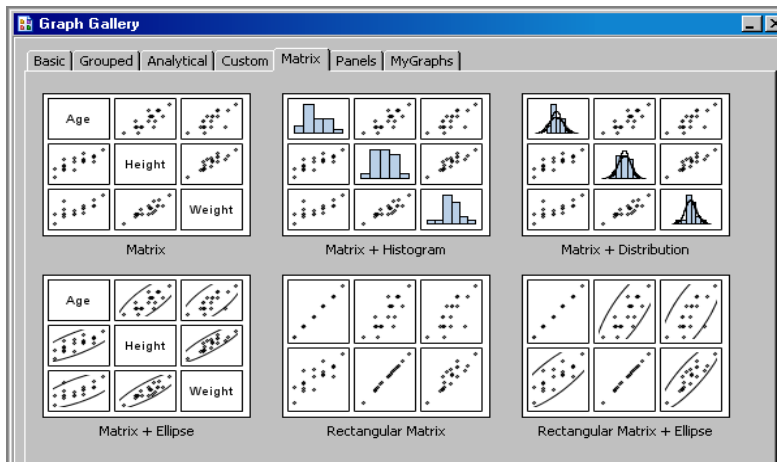 Graph Gallery
Basic Grouped Analytical Custom Matrix Panels MyGraphs
Age
Height
Weight
Matrix
Matrix + Histogram
Matrix + Distribution
Age
Height
Weight
Matrix + Ellipse
Rectangular Matrix
Rectangular Matrix + Ellipse